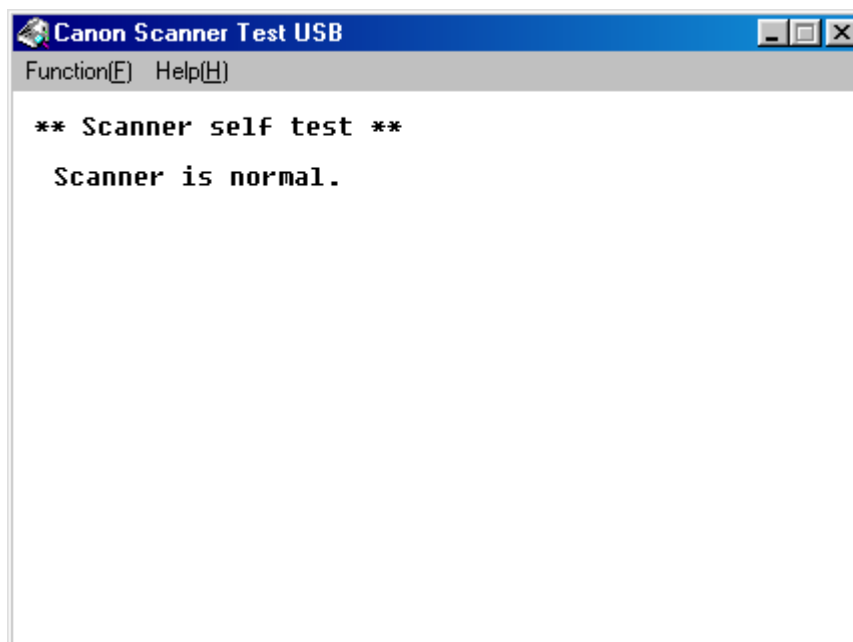 Canon Scanner Test USB
Function(F) Help(H)
** Scanner self test **
Scanner is normal.